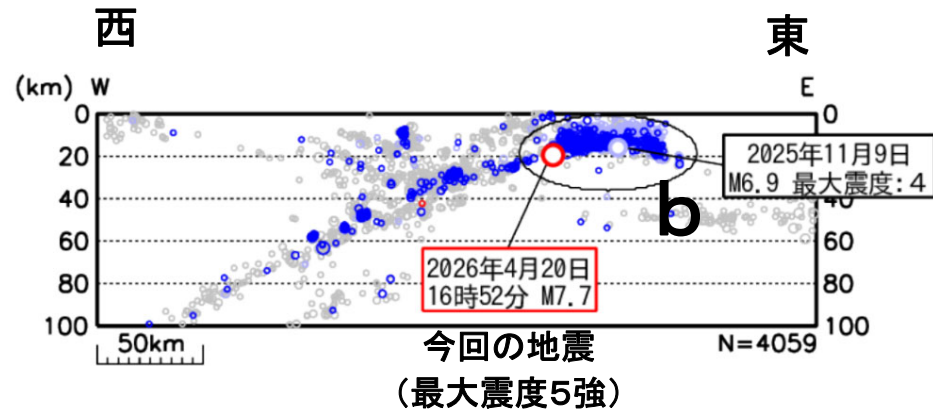 西
東
(km) W
E
0
0
20
20
2025年11月9日
M6.9 最大震度:4
40
40
b
60
60
2026年4月20日
16時52分 M7.7
80
80
100
100
50km
今回の地震
N=4059
（最大震度５強）